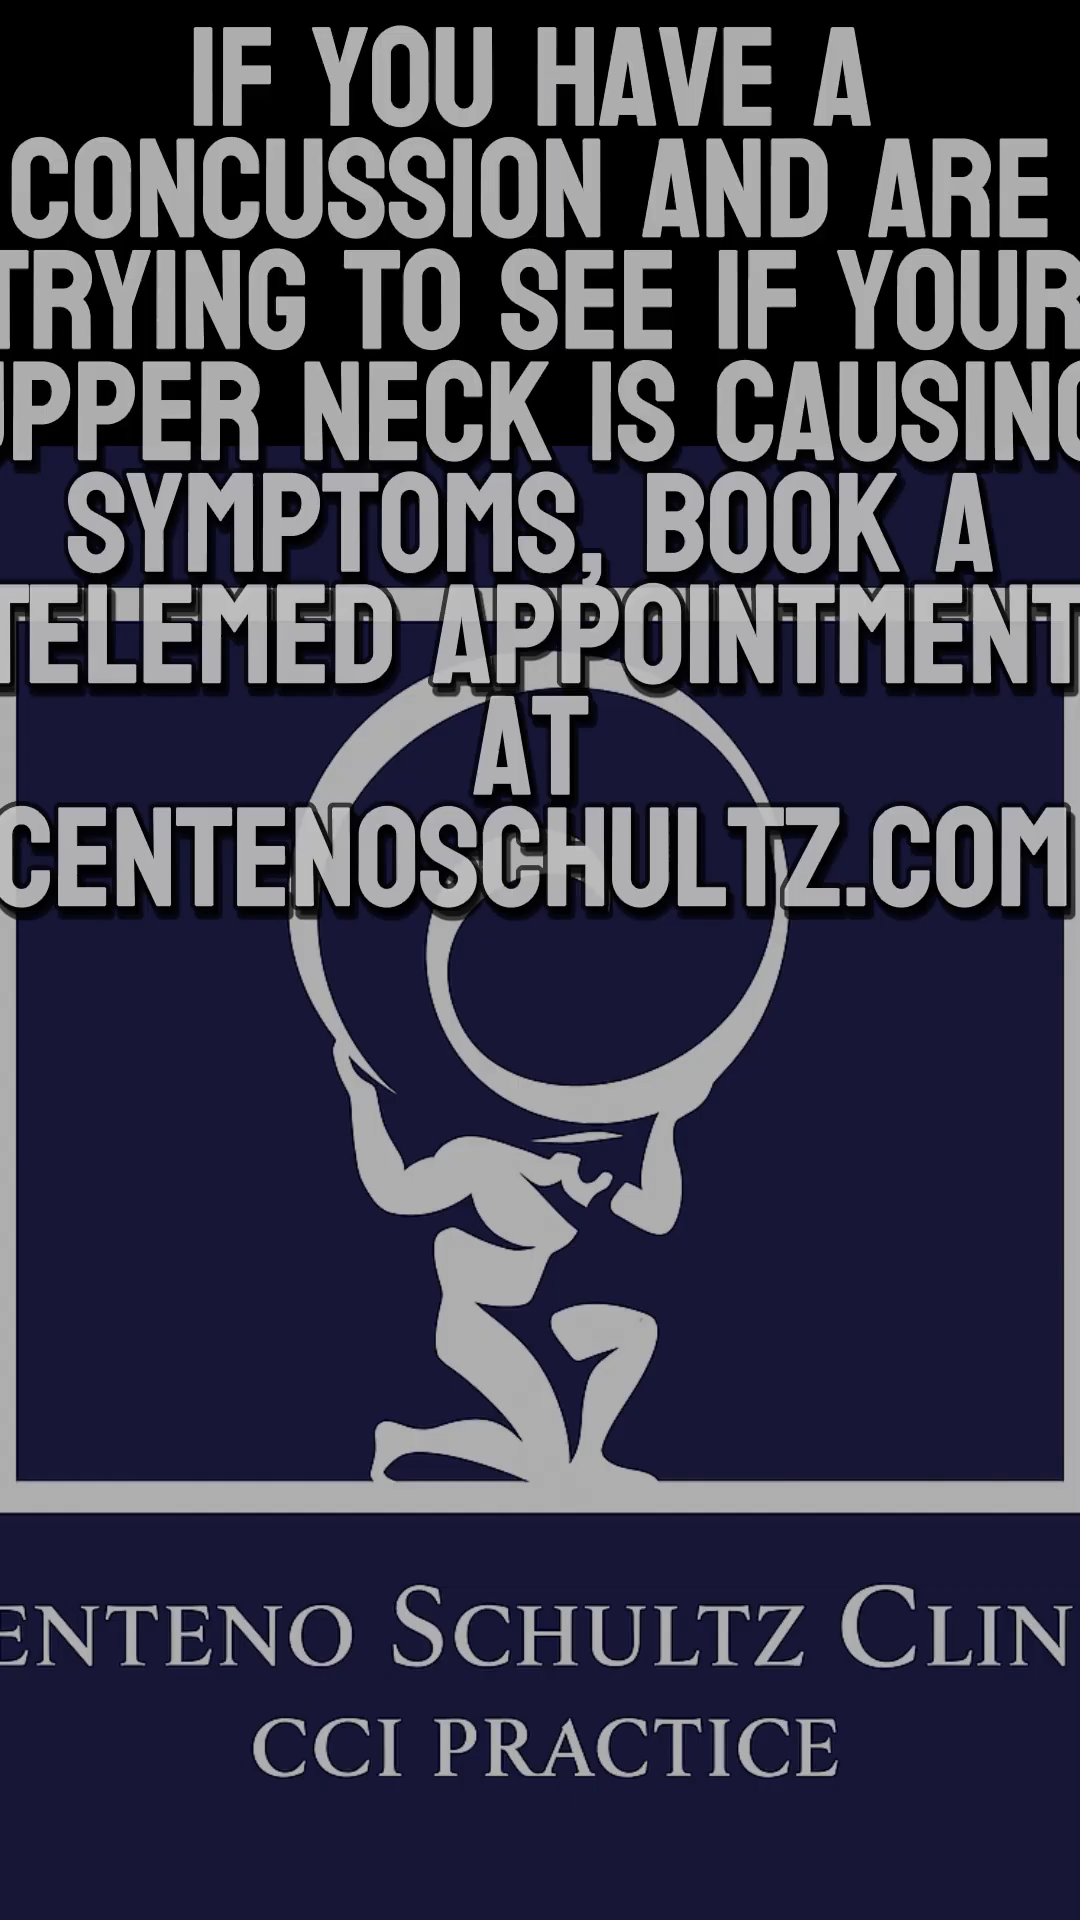 IF YOU HAVE A
CONCUSSION AND ARE
TRYING TO SEE IF YOUR
UPPER NECK IS CAUSING
SYMPTOMS, BOOK A
TELEMED APPOINTMENT
AT
CENTENOSCHULTZ.COM
ENTENO SCHULTZ CLIN
CCI PRACTICE